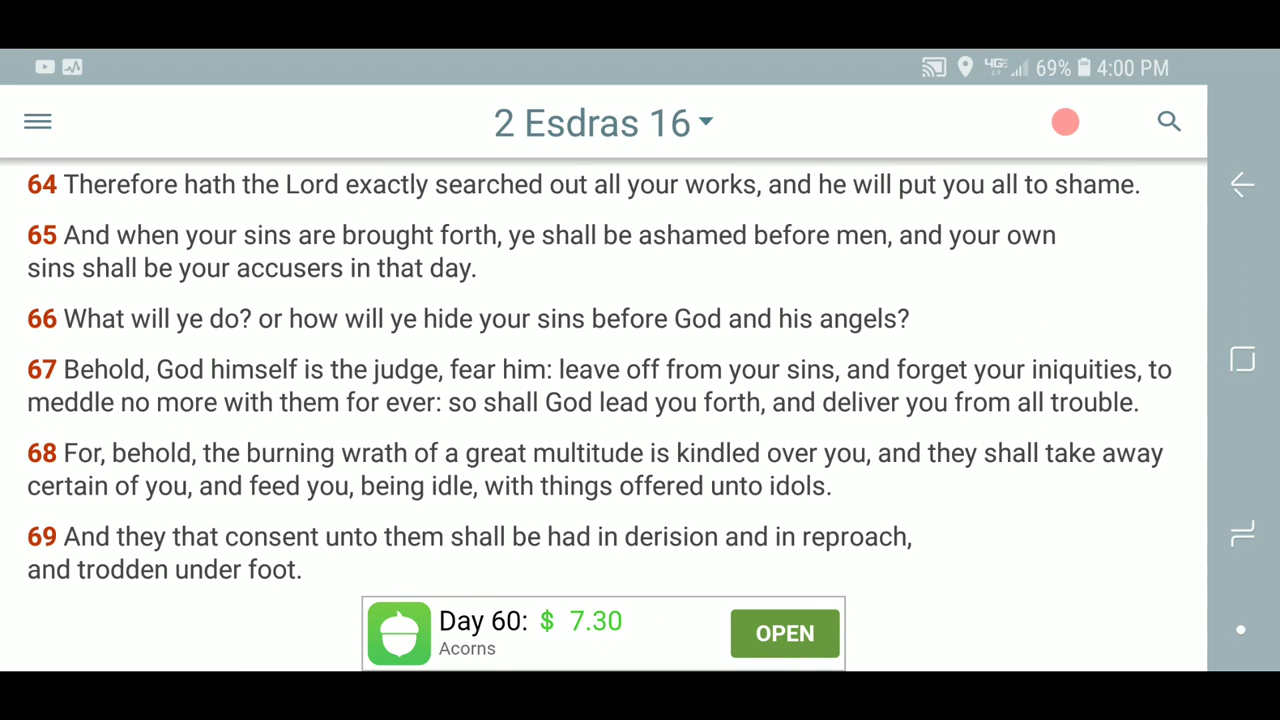 4GE 69% 4:00 PM
2 Esdras 16
64 Therefore hath the Lord exactly searched out all your works, and he will put you all to shame.
65 And when your sins are brought forth, ye shall be ashamed before men, and your own
sins shall be your accusers in that day.
66 What will ye do? or how will ye hide your sins before God and his angels?
67 Behold, God himself is the judge, fear him: leave off from your sins, and forget your iniquities, to
meddle no more with them for ever: so shall God lead you forth, and deliver you from all trouble.
68 For, behold, the burning wrath of a great multitude is kindled over you, and they shall take away
certain of you, and feed you, being idle, with things offered unto idols.
69 And they that consent unto them shall be had in derision and in reproach,
and trodden under foot.
Day 60: $ 7.30
Acorns
OPEN